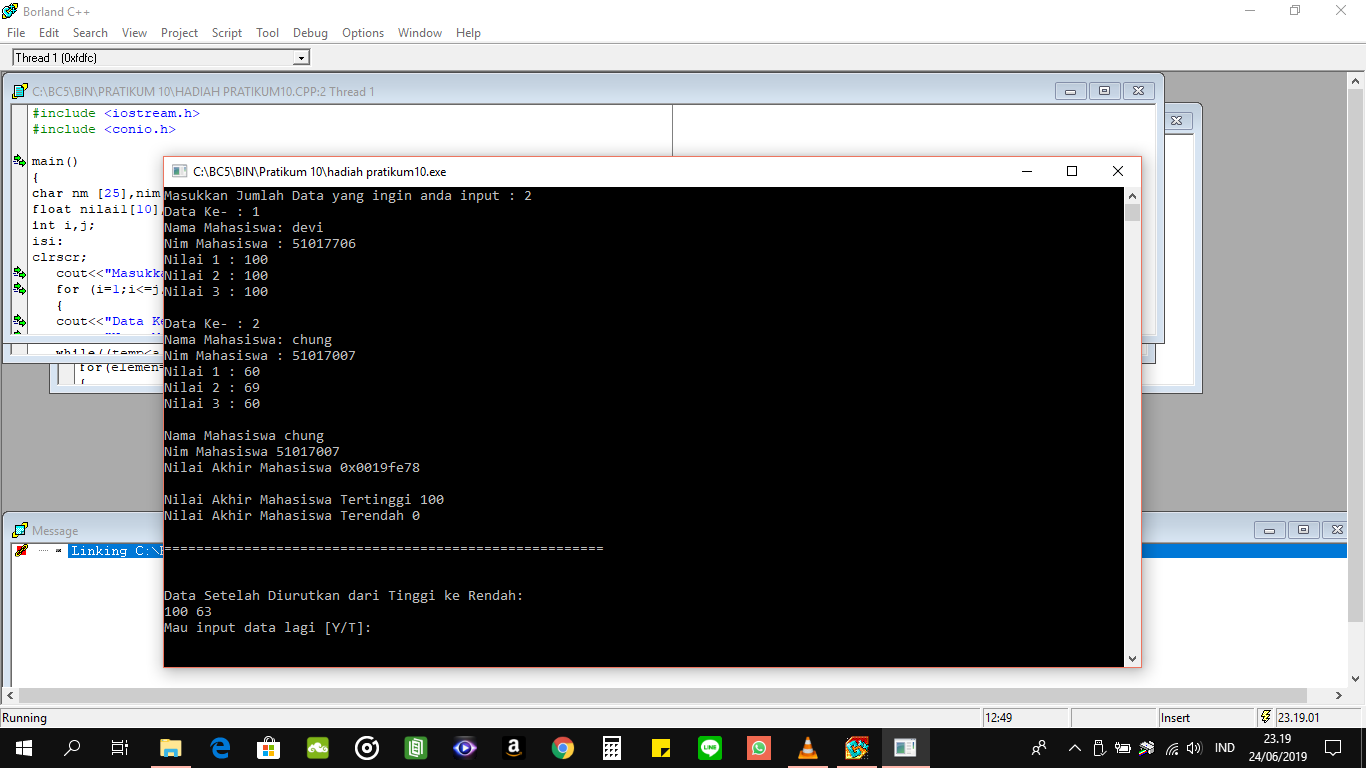 Borland C++
File Edit Search View Project Script Tool Debug Options Window Help
Thread 1 (0xfdfc)
C:\BC5\BIN\PRATIKUM 10\HADIAH PRATIKUM10.CPP:2 Thread 1
#include <iostream.h>
#include <conio.h>
main()
{
char nm [25],nim
float nilai1[10]
int i,j;
isi:
clrscr;
cout<<"Masukka
for (i=1;i<=j
{
cout<<"Data Ke
while((temp<a
for(elemen=
{
C:\BC5\BIN\Pratikum 10\hadiah pratikum10.exe
Masukkan Jumlah Data yang ingin anda input : 2
Data Ke- : 1
Nama Mahasiswa: devi
Nim Mahasiswa : 51017706
Nilai 1 : 100
Nilai 2 : 100
Nilai 3 : 100
Data Ke- : 2
Nama Mahasiswa: chung
Nim Mahasiswa : 51017007
Nilai 1 : 60
Nilai 2 : 69
Nilai 3 : 60
Nama Mahasiswa chung
Nim Mahasiswa 51017007
Nilai Akhir Mahasiswa 0x0019fe78
Nilai Akhir Mahasiswa Tertinggi 100
Nilai Akhir Mahasiswa Terendah 0
=======================================================
Data Setelah Diurutkan dari Tinggi ke Rendah:
100 63
Mau input data lagi [Y/T]:
Message
Linking C:\
Running 12:49 Insert 23.19.01
IND
23.19
24/06/2019